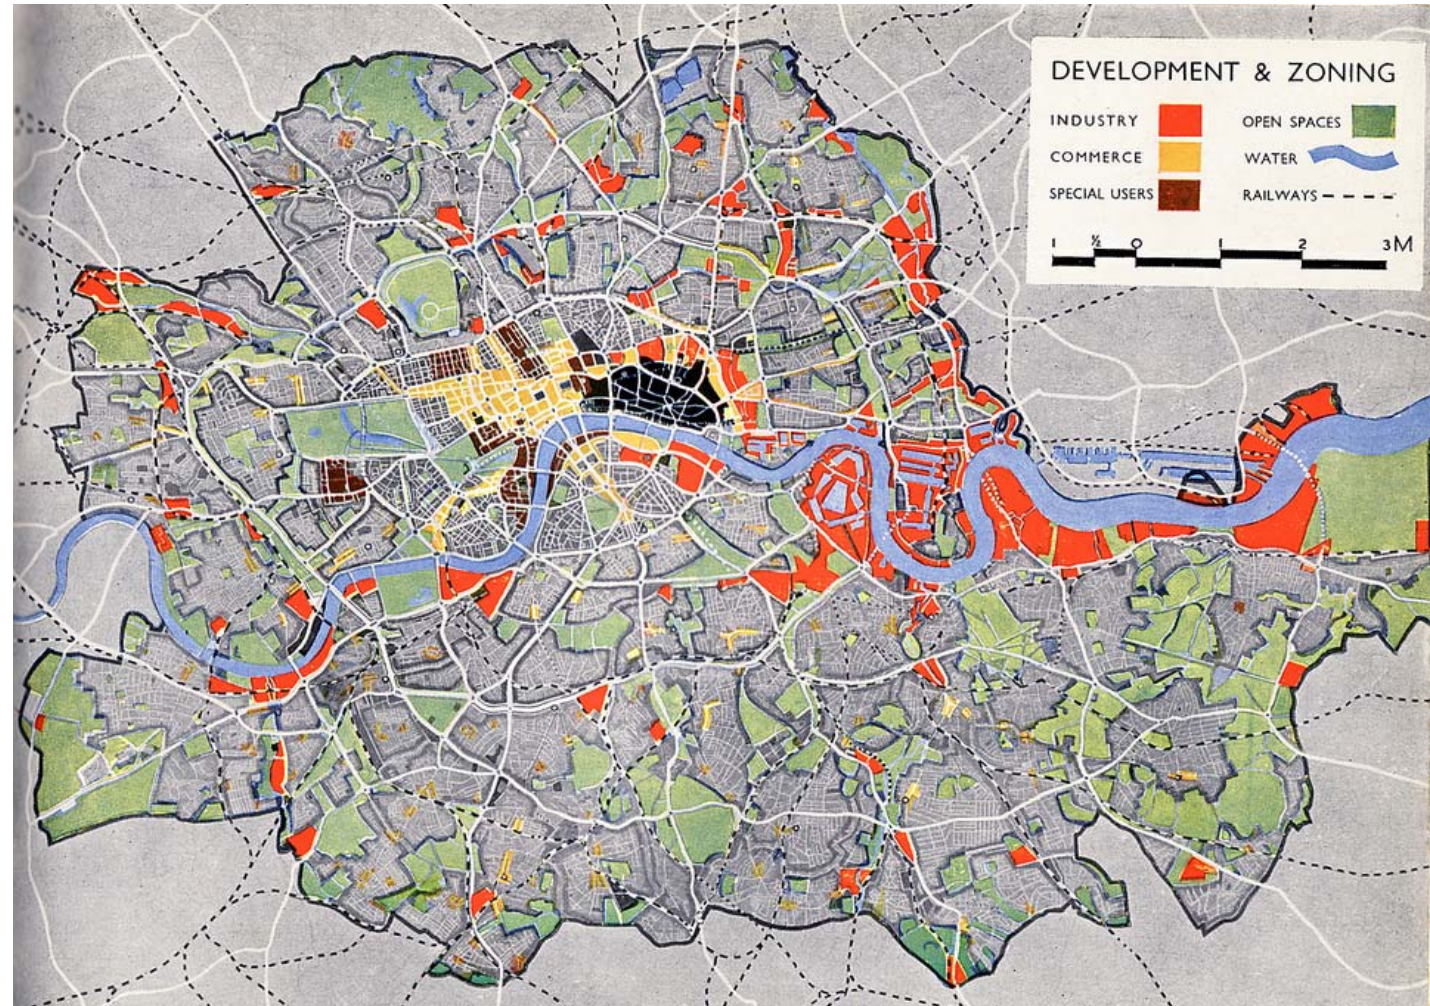 DEVELOPMENT & ZONING
INDUSTRY
OPEN SPACES
COMMERCE
WATER
SPECIAL USERS
RAILWAYS
1 ½ 0 1 2 3M